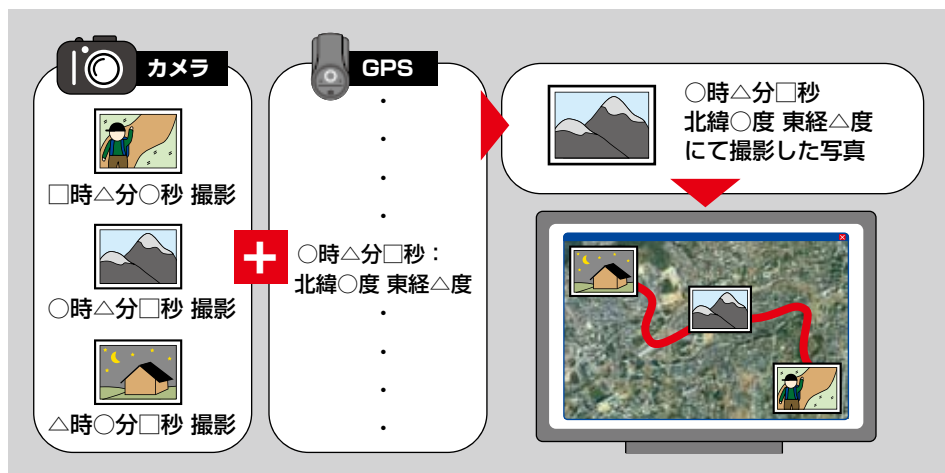 カメラ
□時△分○秒 撮影
○時△分□秒 撮影
△時○分□秒 撮影
GPS
○時△分□秒：
北緯○度 東経△度
○時△分□秒
北緯○度 東経△度
にて撮影した写真